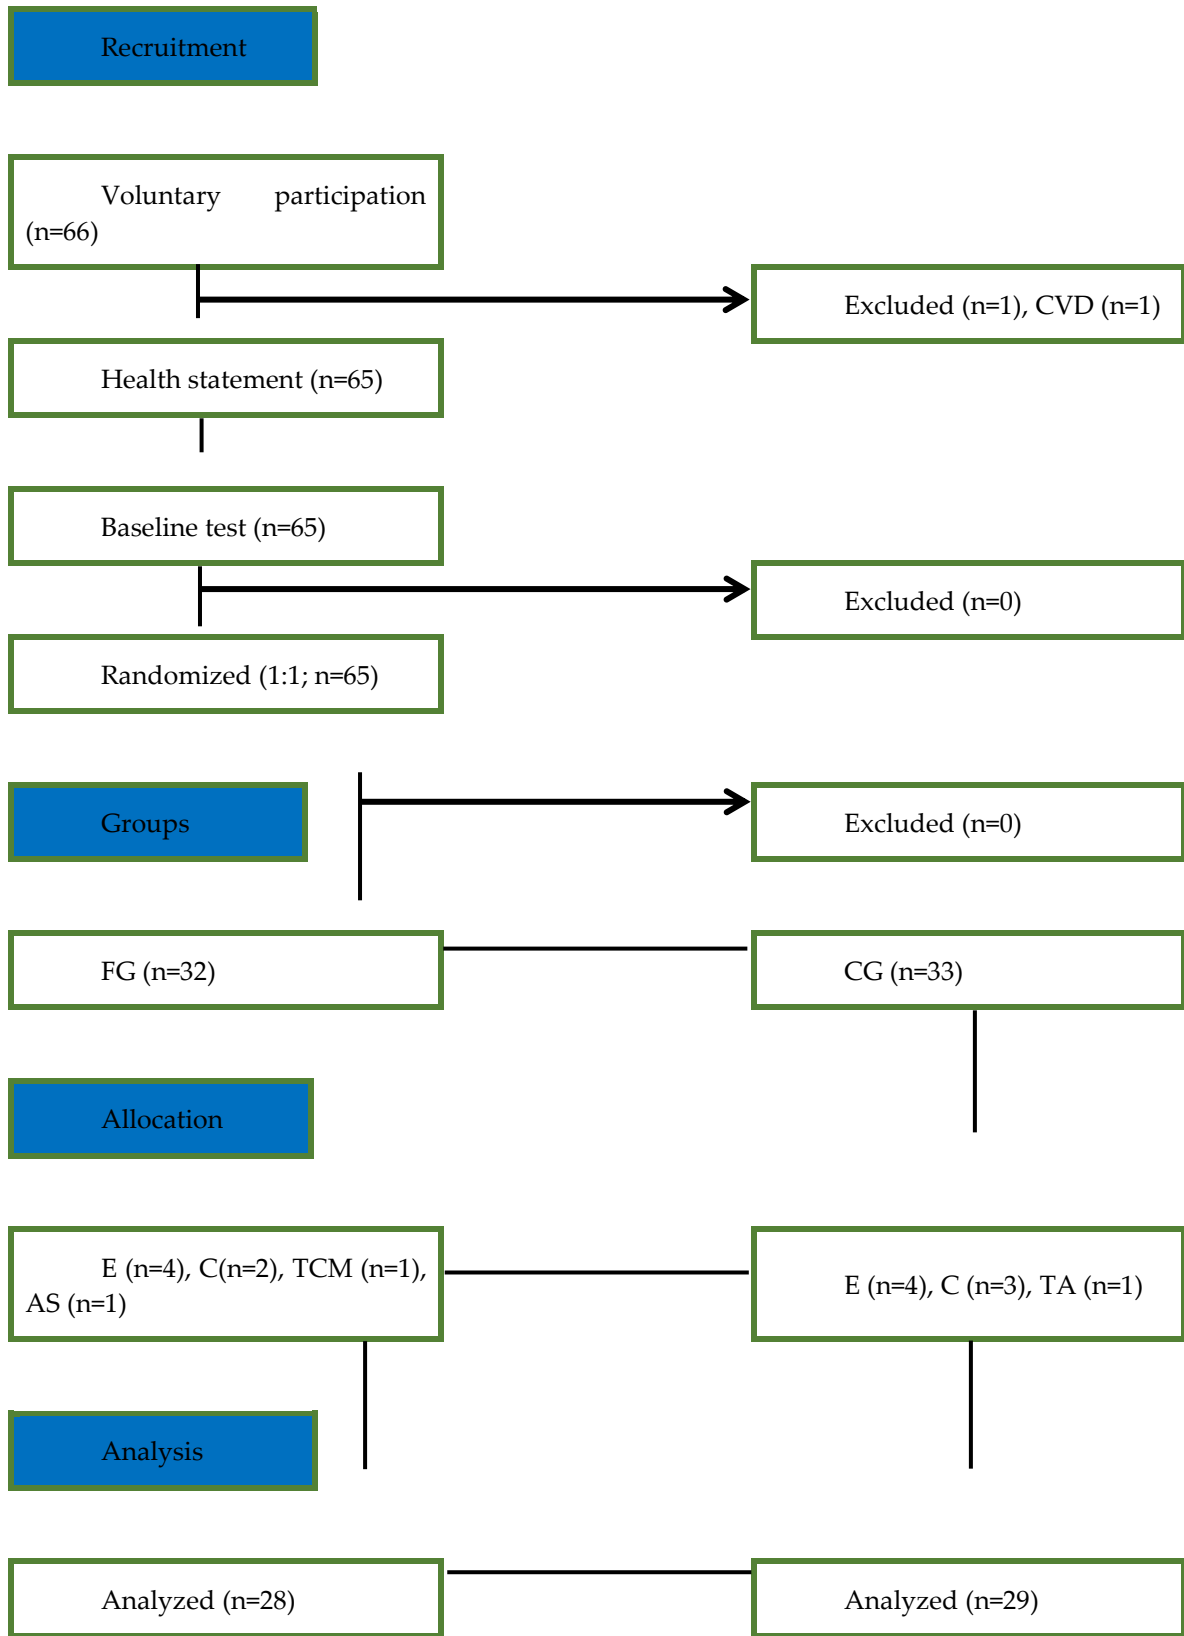 Recruitment
Voluntary participation
(n=66)
Excluded (n=1), CVD (n=1)
Health statement (n=65)
Baseline test (n=65)
Excluded (n=0)
Randomized (1:1; n=65)
Groups
Excluded (n=0)
FG (n=32)
CG (n=33)
Allocation
E (n=4), C(n=2), TCM (n=1),
AS (n=1)
E (n=4), C (n=3), TA (n=1)
Analysis
Analyzed (n=28)
Analyzed (n=29)